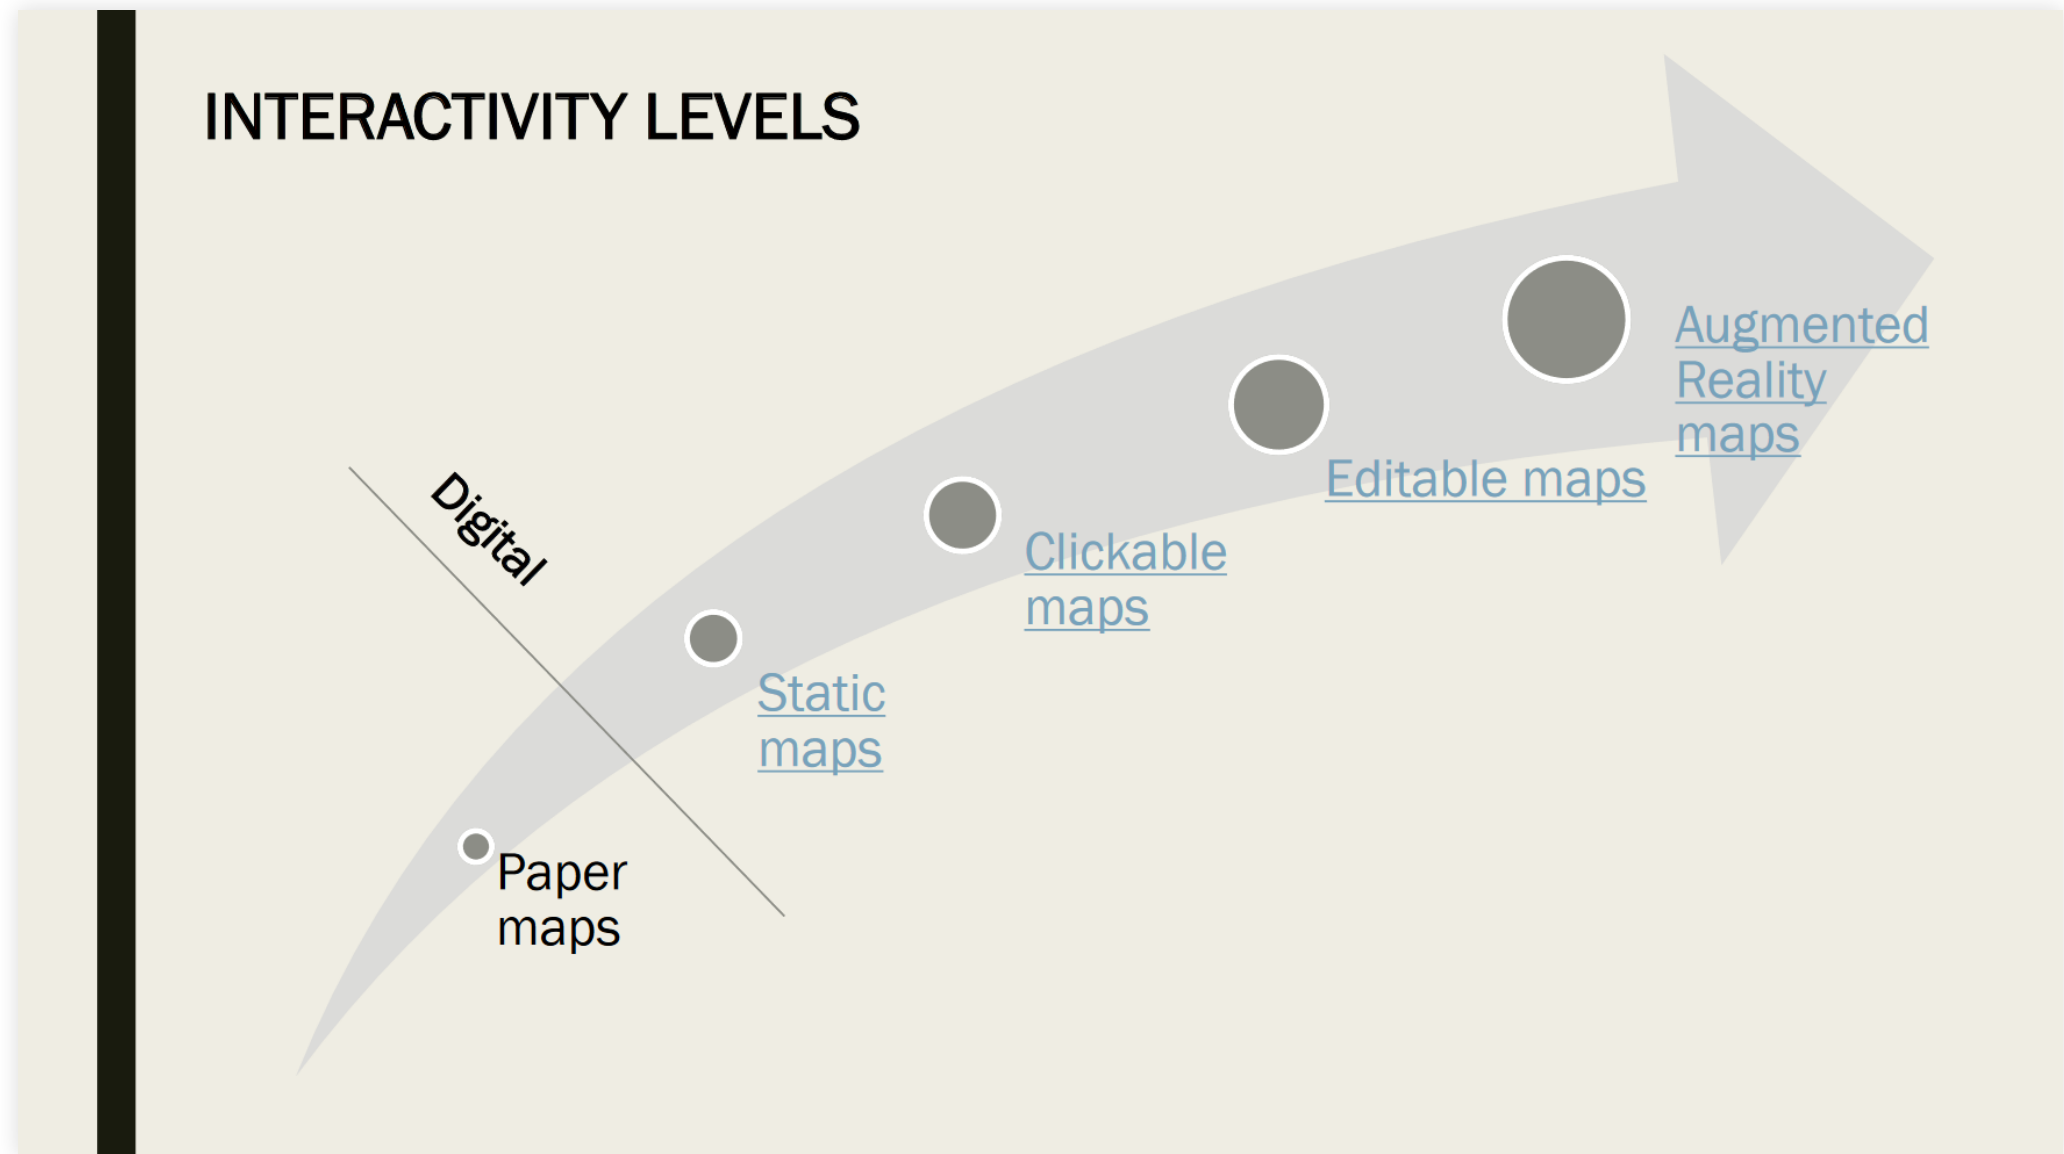 INTERACTIVITY LEVELS
Digital
Paper
maps
Static
maps
Clickable
maps
Editable maps
Augmented
Reality
maps